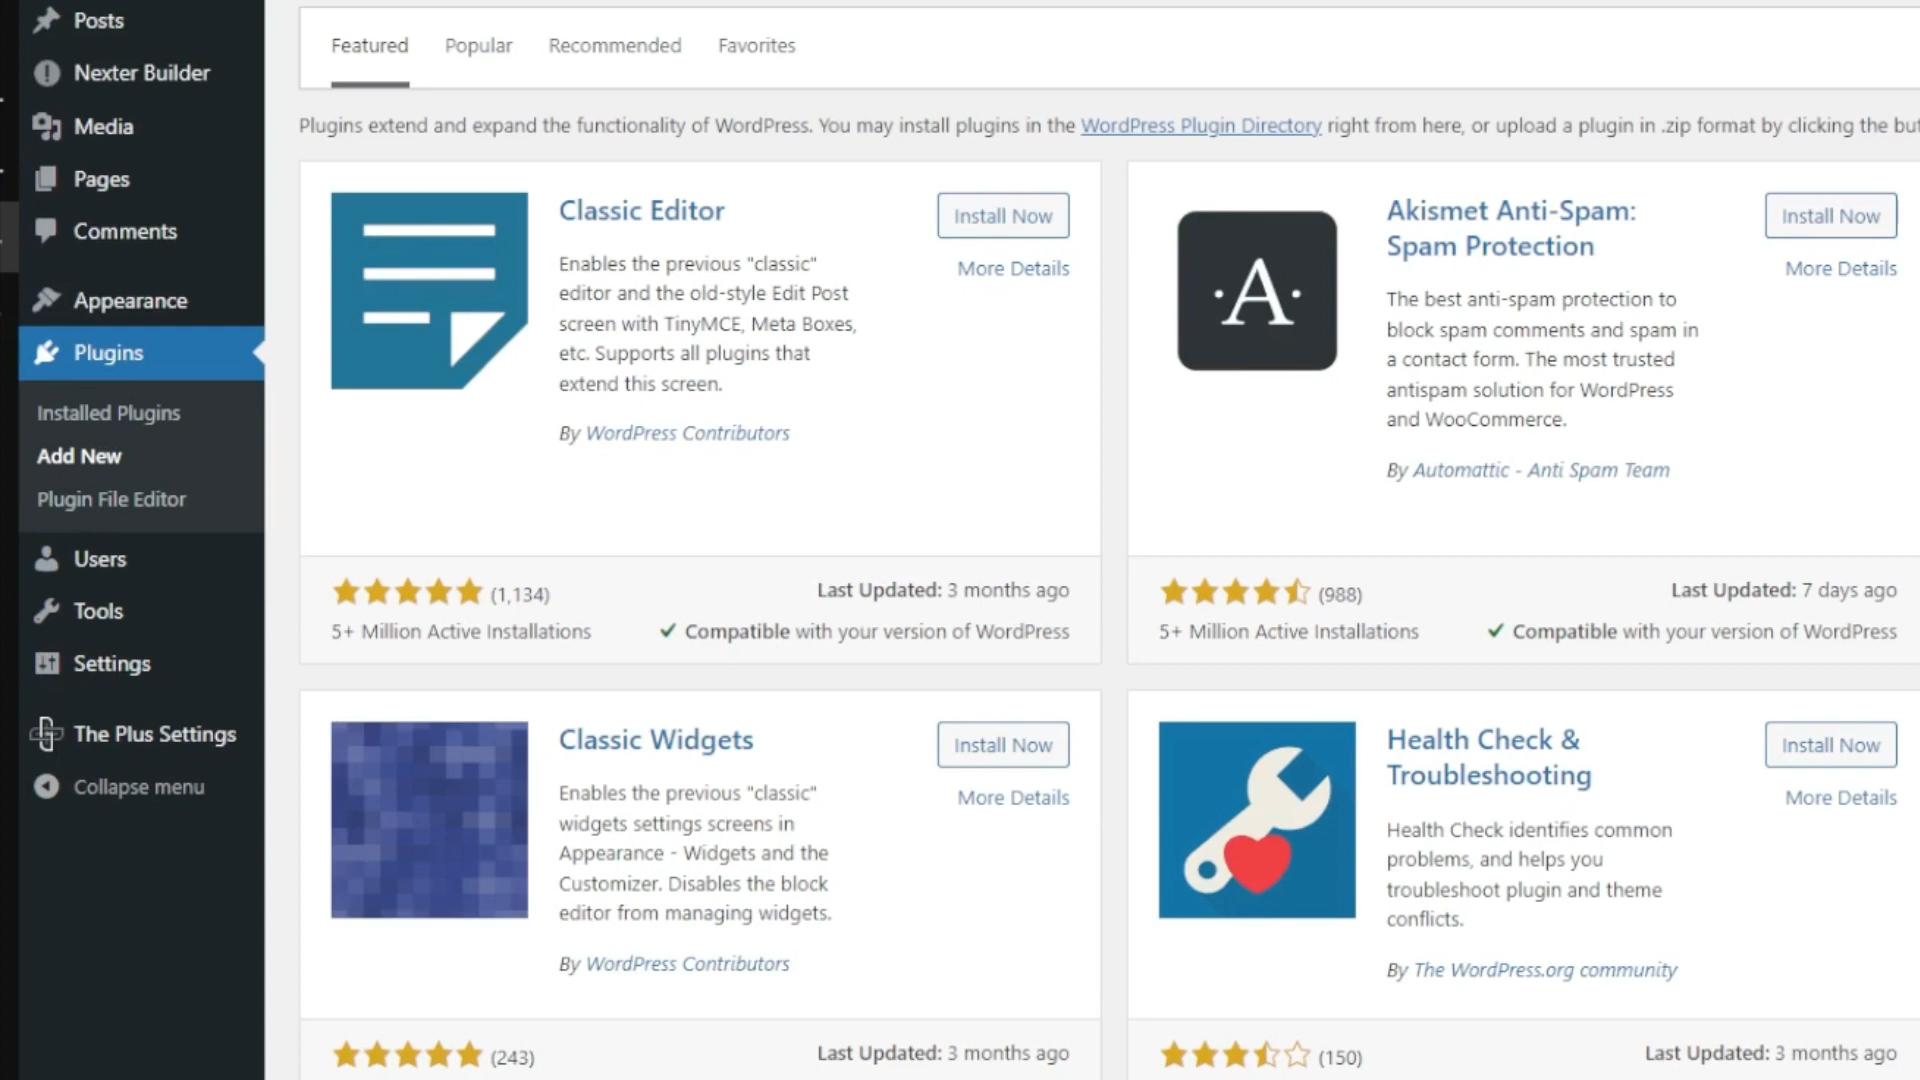 Posts
Nexter Builder
Media
Pages
Comments
Appearance
Plugins
Installed Plugins
Add New
Plugin File Editor
Users
Tools
Settings
The Plus Settings
Collapse menu
Featured
Popular
Recommended
Favorites
Plugins extend and expand the functionality of WordPress. You may install plugins in the WordPress Plugin Directory right from here, or upload a plugin in .zip format by clicking the
Classic Editor
Install Now
More Details
Enables the previous "classic"
editor and the old-style Edit Post
screen with TinyMCE, Meta Boxes,
etc. Supports all plugins that
extend this screen.
By WordPress Contributors
(1,134)
Last Updated: 3 months ago
5+ Million Active Installations
Compatible with your version of WordPress
·A·
Akismet Anti-Spam:
Spam Protection
Install Now
More Details
The best anti-spam protection to
block spam comments and spam in
a contact form. The most trusted
antispam solution for WordPress
and WooCommerce.
By Automattic - Anti Spam Team
(988)
Last Updated: 7 days ago
5+ Million Active Installations
Compatible with your version of WordPress
Classic Widgets
Install Now
More Details
Enables the previous "classic"
widgets settings screens in
Appearance - Widgets and the
Customizer. Disables the block
editor from managing widgets.
By WordPress Contributors
(243)
Last Updated: 3 months ago
Health Check &
Troubleshooting
Install Now
More Details
Health Check identifies common
problems, and helps you
troubleshoot plugin and theme
conflicts.
By The WordPress.org community
(150)
Last Updated: 3 months ago